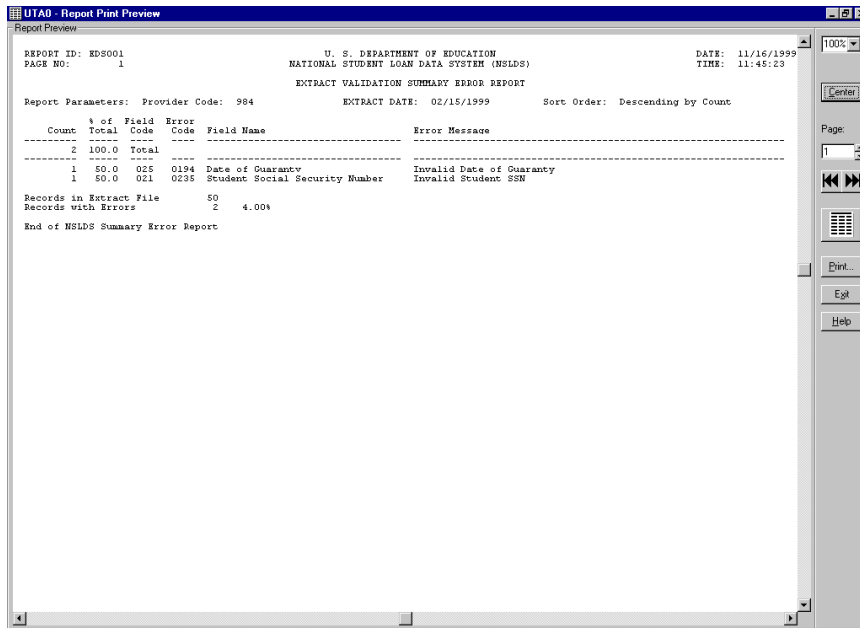 UTA0 - Report Print Preview
Report Preview
REPORT ID: EDS001 U. S. DEPARTMENT OF EDUCATION DATE: 11/16/1999
PAGE NO: 1 NATIONAL STUDENT LOAN DATA SYSTEM (NSLDS) TIME: 11:45:23
EXTRACT VALIDATION SUMMARY ERROR REPORT
Report Parameters: Provider Code: 984 EXTRACT DATE: 02/15/1999 Sort Order: Descending by Count
% of Field Error
Count Total Code Code Field Name Error Message
2 100.0 Total
1 50.0 025 0194 Date of Guaranty Invalid Date of Guaranty
1 50.0 021 0235 Student Social Security Number Invalid Student SSN
Records in Extract File 50
Records with Errors 2 4.00%
End of NSLDS Summary Error Report
100%
Center
Page:
1
Print...
Exit
Help